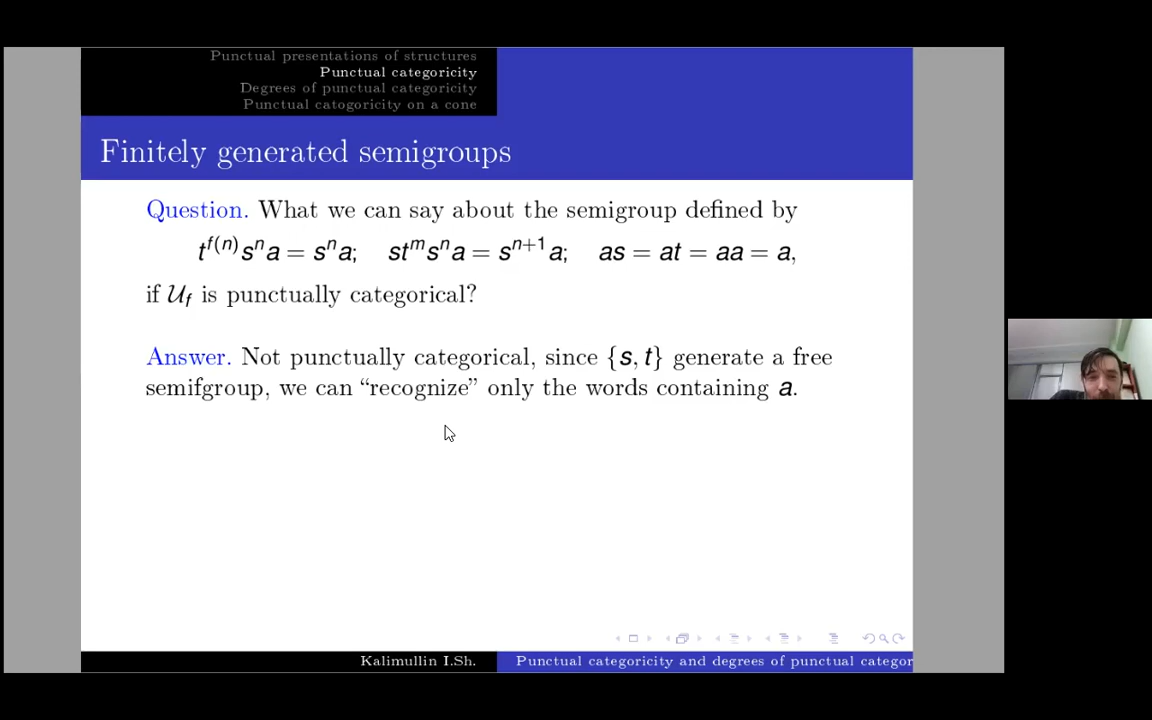 Punctual presentations of structures
Punctual categoricity
Degrees of punctual categoricity
Punctual catogoricity on a cone
Finitely generated semigroups
Question. What we can say about the semigroup defined by
t^{f(n)}s^n a = s^n a; st^m s^n a = s^{n+1}a; as = at = aa = a,
if 𝒰_f is punctually categorical?
Answer. Not punctually categorical, since {s, t} generate a free
semifgroup, we can “recognize” only the words containing a.
Kalimullin I.Sh.
Punctual categoricity and degrees of punctual categor